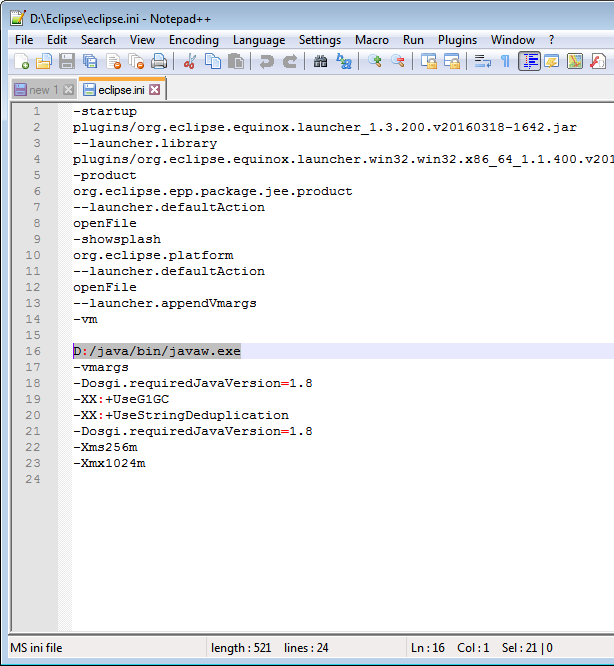 D:\Eclipse\eclipse.ini - Notepad++
File Edit Search View Encoding Language Settings Macro Run Plugins Window ?
new 1 eclipse.ini
1 -startup
2 plugins/org.eclipse.equinox.launcher_1.3.200.v20160318-1642.jar
3 --launcher.library
4 plugins/org.eclipse.equinox.launcher.win32.win32.x86_64_1.1.400.v201
5 -product
6 org.eclipse.epp.package.jee.product
7 --launcher.defaultAction
8 openFile
9 -showsplash
10 org.eclipse.platform
11 --launcher.defaultAction
12 openFile
13 --launcher.appendVmargs
14 -vm
15
16 D:/java/bin/javaw.exe
17 -vmargs
18 -Dosgi.requiredJavaVersion=1.8
19 -XX:+UseG1GC
20 -XX:+UseStringDeduplication
21 -Dosgi.requiredJavaVersion=1.8
22 -Xms256m
23 -Xmx1024m
24
MS ini file length : 521 lines : 24 Ln : 16 Col : 1 Sel : 21 | 0